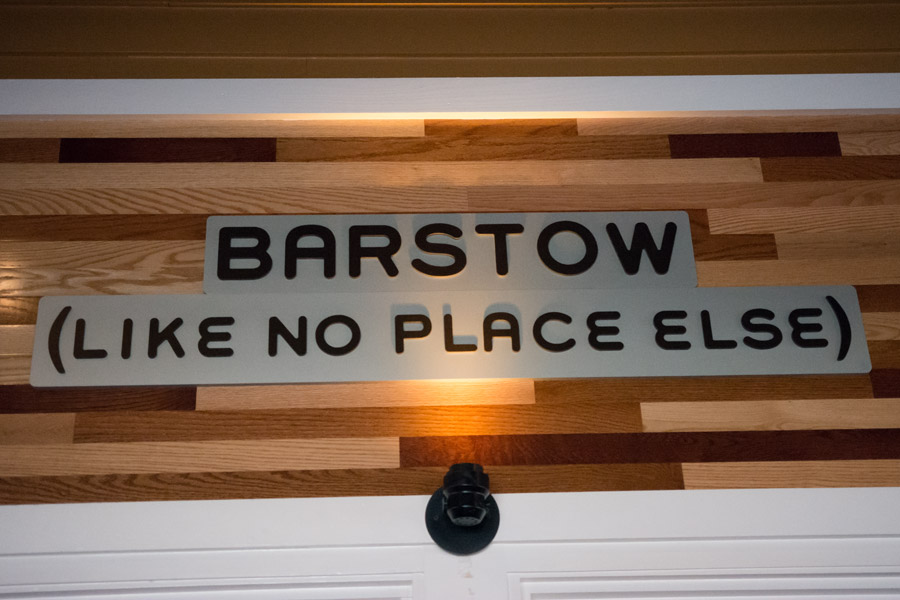 BARSTOW
(LIKE NO PLACE ELSE)